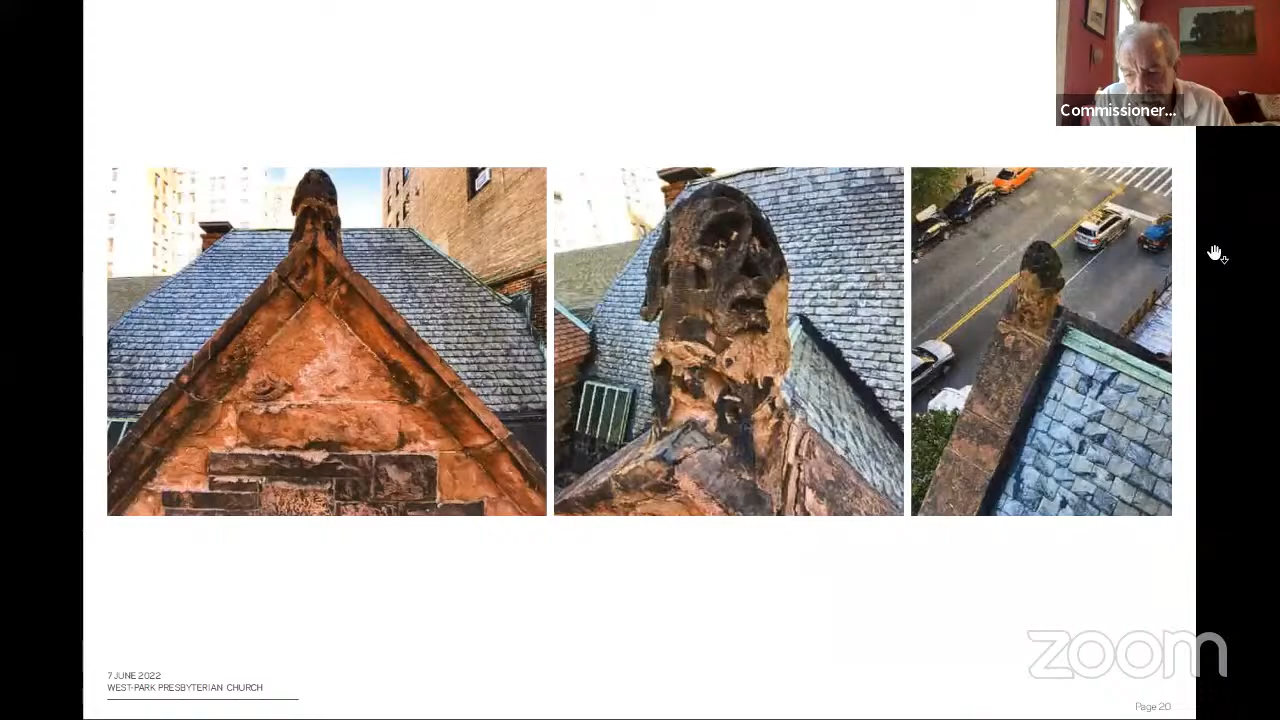 Commissioner...
7 JUNE 2022
WEST-PARK PRESBYTERIAN CHURCH
zoom
Page 20